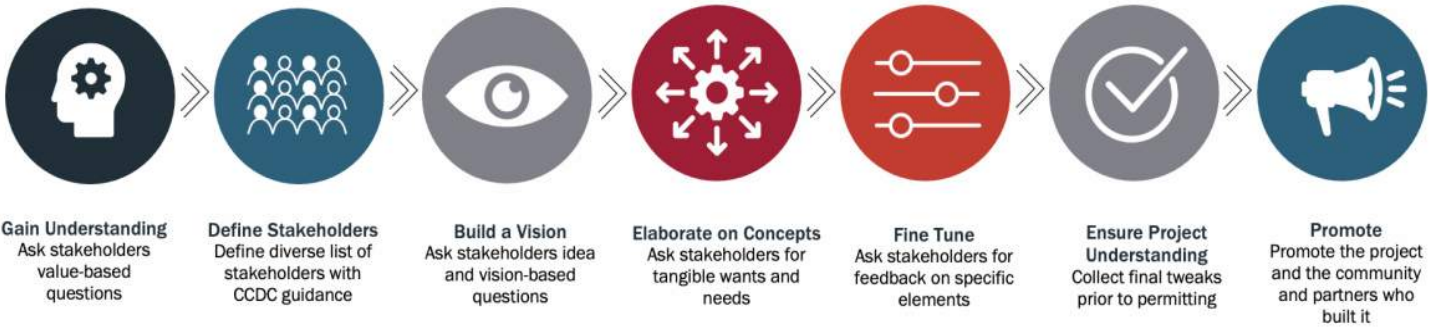 Gain Understanding
Ask stakeholders
value-based
questions
Define Stakeholders
Define diverse list of
stakeholders with
CCDC guidance
Build a Vision
Ask stakeholders idea
and vision-based
questions
Elaborate on Concepts
Ask stakeholders for
tangible wants and
needs
Fine Tune
Ask stakeholders for
feedback on specific
elements
Ensure Project
Understanding
Collect final tweaks
prior to permitting
Promote
Promote the project
and the community
and partners who
built it